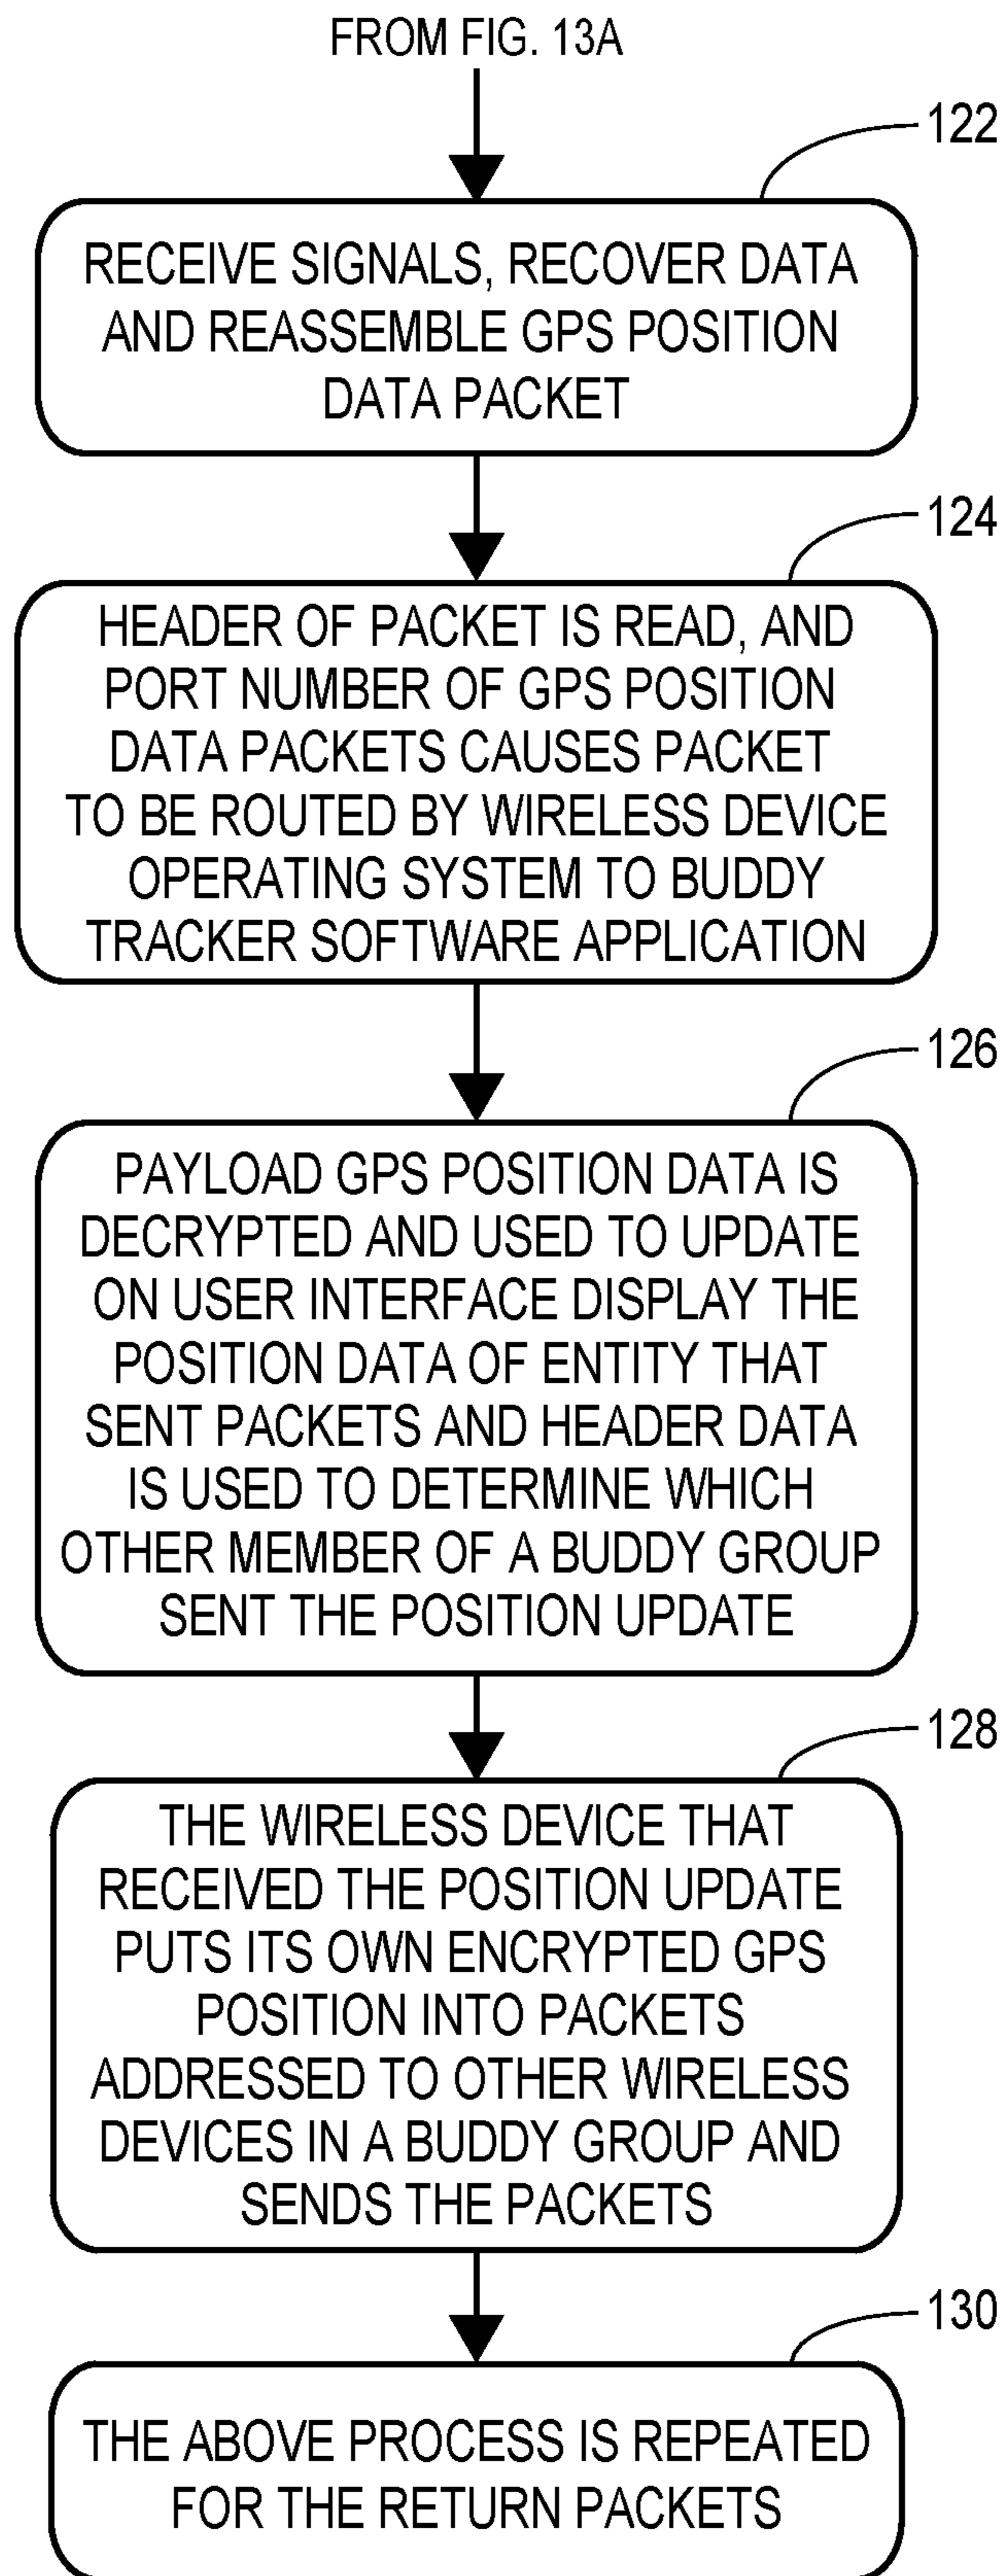 FROM FIG. 13A
122
RECEIVE SIGNALS, RECOVER DATA
AND REASSEMBLE GPS POSITION
DATA PACKET
124
HEADER OF PACKET IS READ, AND
PORT NUMBER OF GPS POSITION
DATA PACKETS CAUSES PACKET
TO BE ROUTED BY WIRELESS DEVICE
OPERATING SYSTEM TO BUDDY
TRACKER SOFTWARE APPLICATION
126
PAYLOAD GPS POSITION DATA IS
DECRYPTED AND USED TO UPDATE
ON USER INTERFACE DISPLAY THE
POSITION DATA OF ENTITY THAT
SENT PACKETS AND HEADER DATA
IS USED TO DETERMINE WHICH
OTHER MEMBER OF A BUDDY GROUP
SENT THE POSITION UPDATE
128
THE WIRELESS DEVICE THAT
RECEIVED THE POSITION UPDATE
PUTS ITS OWN ENCRYPTED GPS
POSITION INTO PACKETS
ADDRESSED TO OTHER WIRELESS
DEVICES IN A BUDDY GROUP AND
SENDS THE PACKETS
130
THE ABOVE PROCESS IS REPEATED
FOR THE RETURN PACKETS